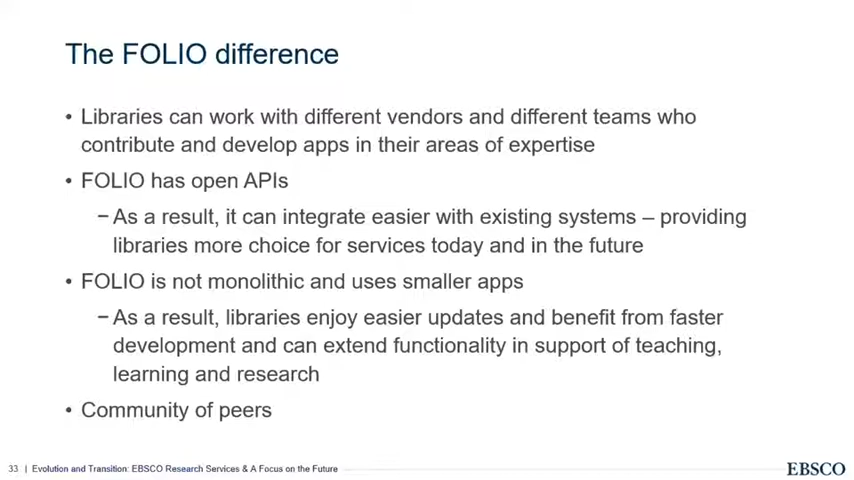 The FOLIO difference
• Libraries can work with different vendors and different teams who
contribute and develop apps in their areas of expertise
• FOLIO has open APIs
– As a result, it can integrate easier with existing systems – providing
libraries more choice for services today and in the future
• FOLIO is not monolithic and uses smaller apps
– As a result, libraries enjoy easier updates and benefit from faster
development and can extend functionality in support of teaching,
learning and research
• Community of peers
33 | Evolution and Transition: EBSCO Research Services & A Focus on the Future
EBSCO